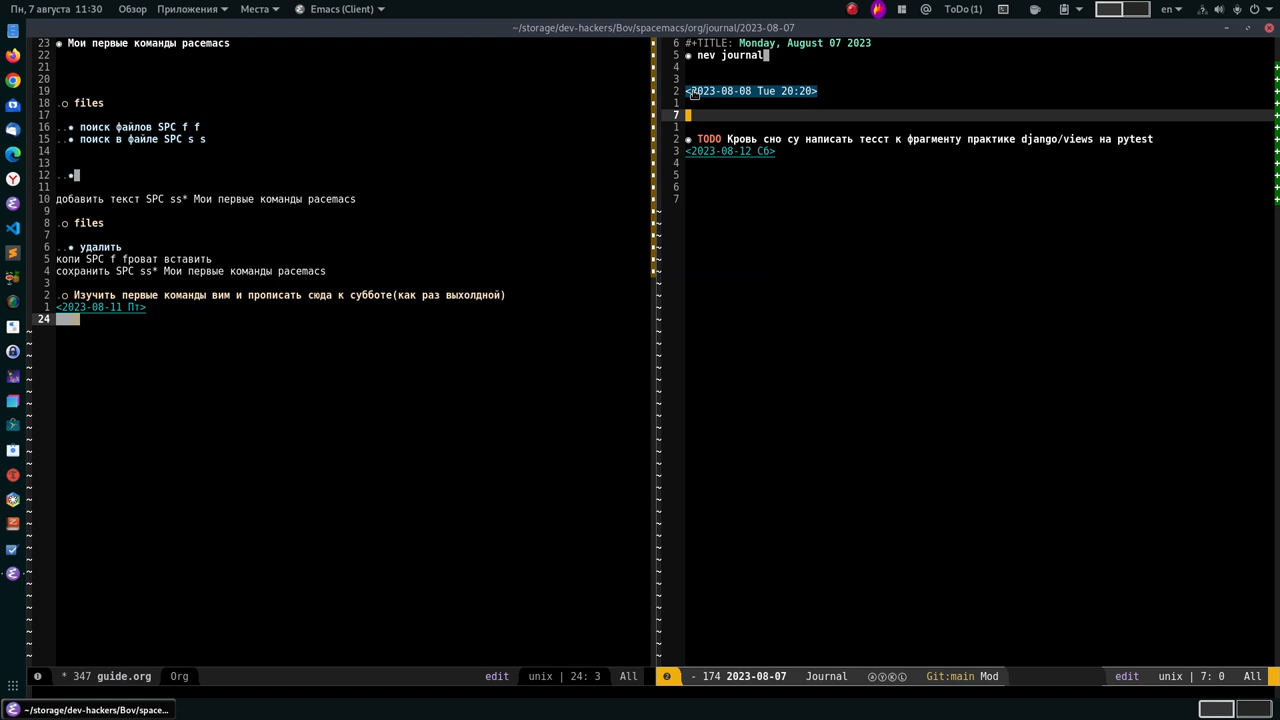 Пн, 7 августа 11:30
Обзор
Приложения
Места
Emacs (Client)
ToDo (1)
en
~/storage/dev-hackers/Bov/spacemacs/org/journal/2023-08-07
23 ◉ Мои первые команды pacemacs
22
21
20
19
18 .○ files
17
16 ..• поиск файлов SPC f f
15 ..• поиск в файле SPC s s
14
13
12 ..•
11
10 добавить текст SPC ss* Мои первые команды pacemacs
9
8 .○ files
7
6 ..• удалить
5 копи SPC f fроват вставить
4 сохранить SPC ss* Мои первые команды pacemacs
3
2 .○ Изучить первые команды вим и прописать сюда к субботе(как раз выхолдной)
1 <2023-08-11 Пт>
24
6 #+TITLE: Monday, August 07 2023
5 ◉ nev journal
4
3
2 <2023-08-08 Tue 20:20>
1
7
1
2 ◉ TODO Кровь сно су написать тесст к фрагменту практике django/views на pytest
3 <2023-08-12 Сб>
4
5
6
7
❶ * 347 guide.org Org edit unix | 24: 3 All
❷ - 174 2023-08-07 Journal ⓐⓨⓀⓁ Git:main Mod edit unix | 7: 0 All
~/storage/dev-hackers/Bov/space...